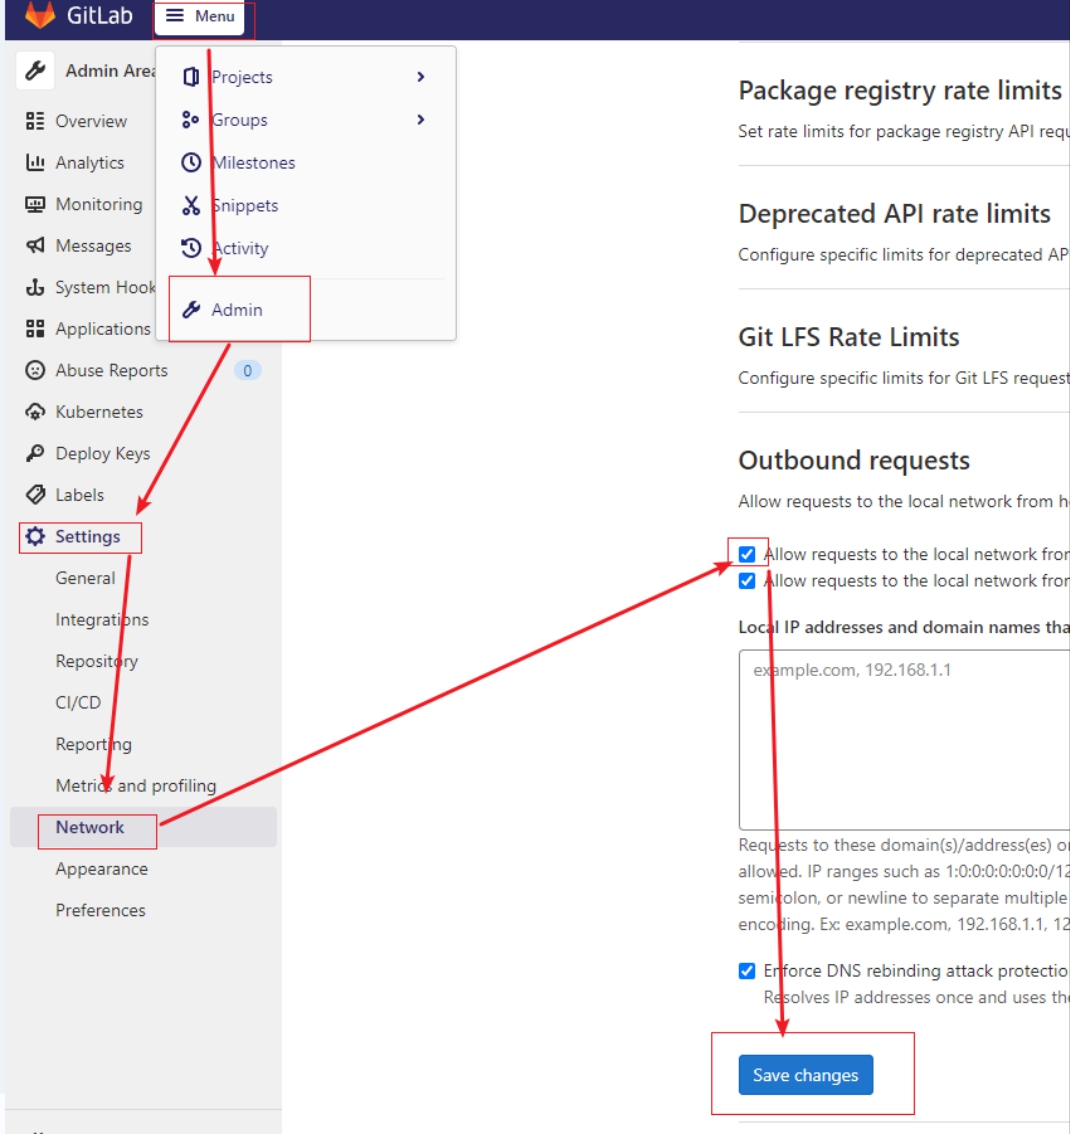 GitLab
Menu
Admin Area
Projects
Groups
Milestones
Snippets
Activity
Admin
Overview
Analytics
Monitoring
Messages
System Hook
Applications
Abuse Reports
0
Kubernetes
Deploy Keys
Labels
Settings
General
Integrations
Repository
CI/CD
Reporting
Metrics and profiling
Network
Appearance
Preferences
Package registry rate limits
Set rate limits for package registry API requ
Deprecated API rate limits
Configure specific limits for deprecated AP
Git LFS Rate Limits
Configure specific limits for Git LFS request
Outbound requests
Allow requests to the local network from h
Allow requests to the local network from
Allow requests to the local network from
Local IP addresses and domain names tha
example.com, 192.168.1.1
Requests to these domain(s)/address(es) o
allowed. IP ranges such as 1:0:0:0:0:0:0:0/12
semicolon, or newline to separate multiple
encoding. Ex: example.com, 192.168.1.1, 12
Enforce DNS rebinding attack protectio
Resolves IP addresses once and uses the
Save changes